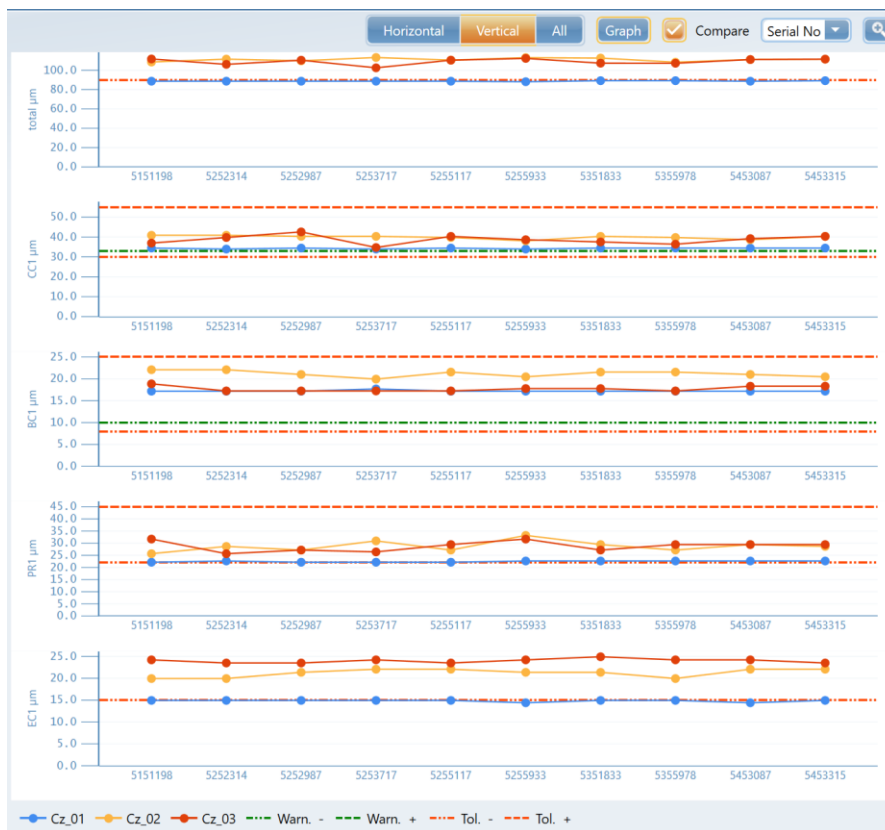 Horizontal Vertical All Graph Compare Serial No
total µm
100.0
80.0
60.0
40.0
20.0
0.0
5151198 5252314 5252987 5253717 5255117 5255933 5351833 5355978 5453087 5453315
CC1 µm
50.0
40.0
30.0
20.0
10.0
0.0
5151198 5252314 5252987 5253717 5255117 5255933 5351833 5355978 5453087 5453315
BC1 µm
25.0
20.0
15.0
10.0
5.0
0.0
5151198 5252314 5252987 5253717 5255117 5255933 5351833 5355978 5453087 5453315
PR1 µm
45.0
40.0
35.0
30.0
25.0
20.0
15.0
10.0
5.0
0.0
5151198 5252314 5252987 5253717 5255117 5255933 5351833 5355978 5453087 5453315
EC1 µm
25.0
20.0
15.0
10.0
5.0
0.0
5151198 5252314 5252987 5253717 5255117 5255933 5351833 5355978 5453087 5453315
Cz_01 Cz_02 Cz_03 Warn. - Warn. + Tol. - Tol. +